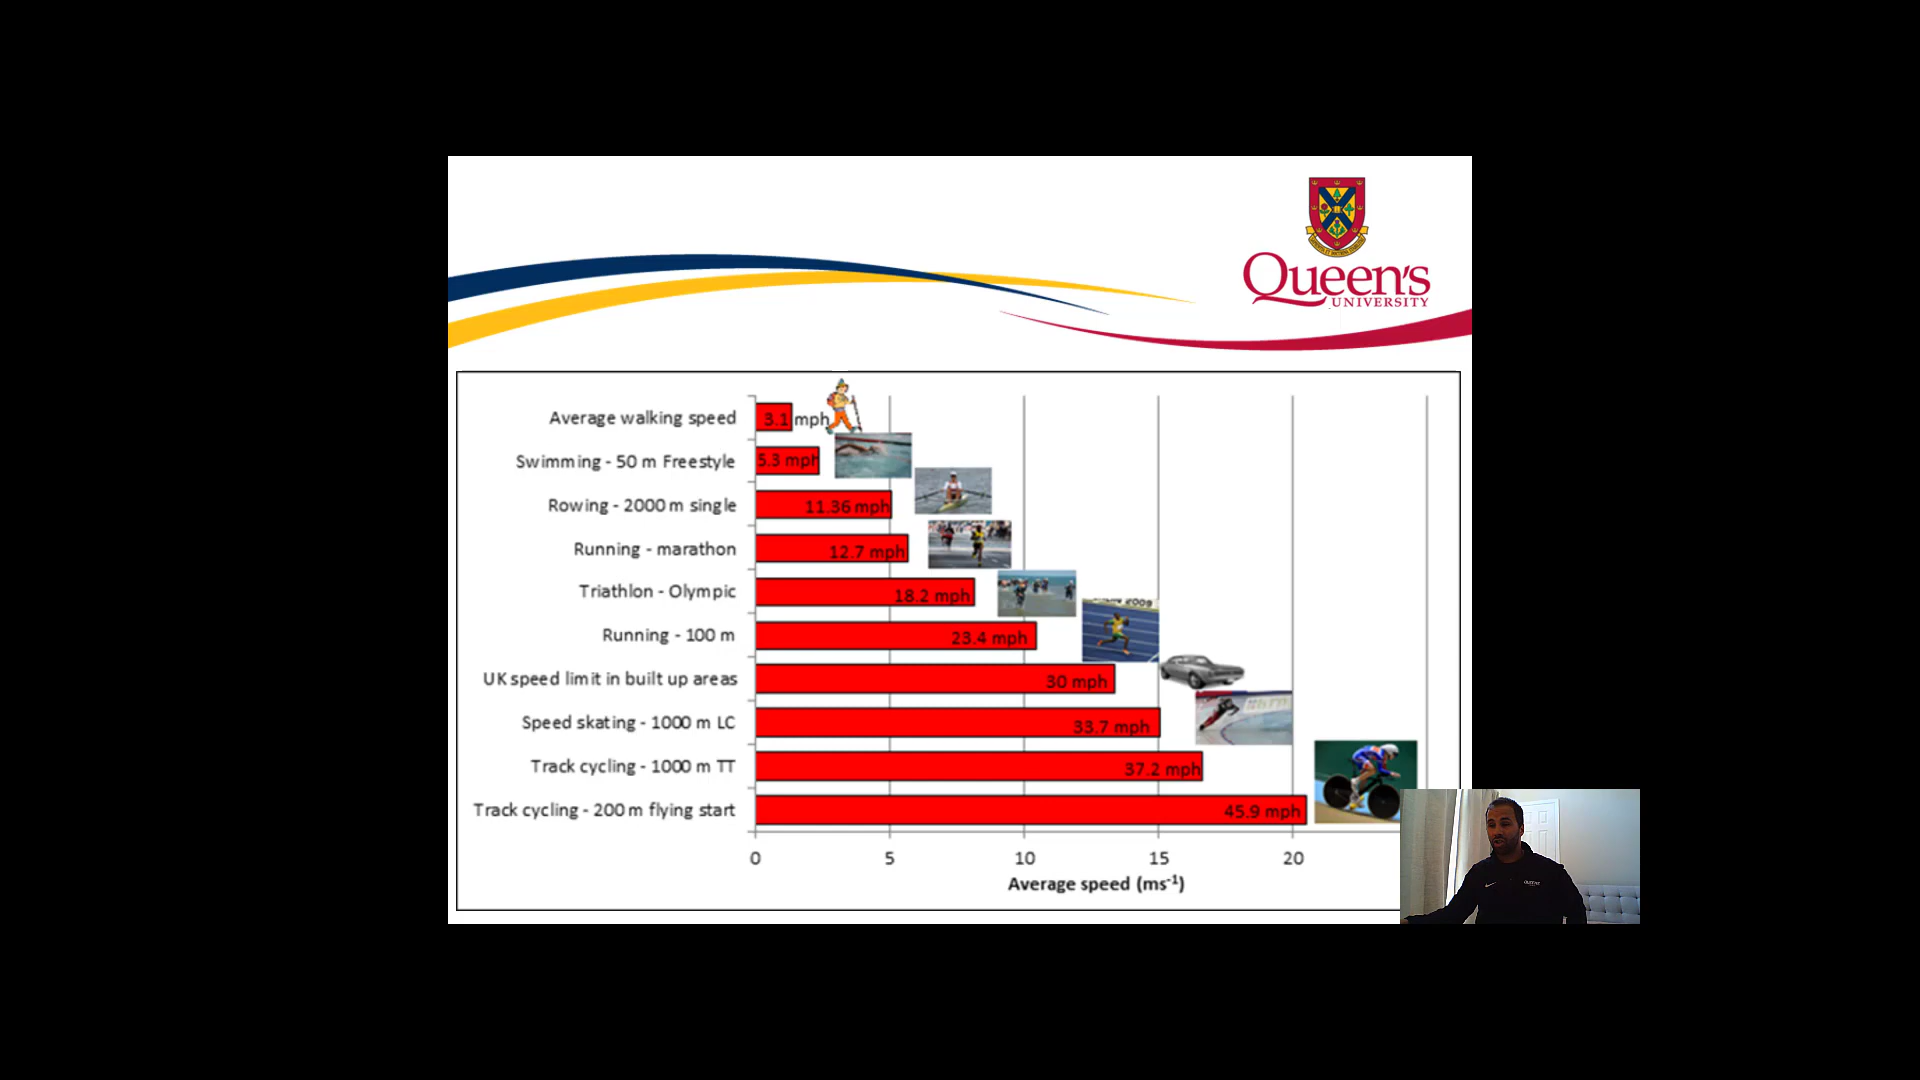 Queen's
UNIVERSITY
Average walking speed
3.1 mph
Swimming - 50 m Freestyle
5.3 mph
Rowing - 2000 m single
11.36 mph
Running - marathon
12.7 mph
Triathlon - Olympic
18.2 mph
2009
Running - 100 m
23.4 mph
UK speed limit in built up areas
30 mph
Speed skating - 1000 m LC
33.7 mph
Track cycling - 1000 m TT
37.2 mph
Track cycling - 200 m flying start
45.9 mph
0 5 10 15 20
Average speed (ms⁻¹)